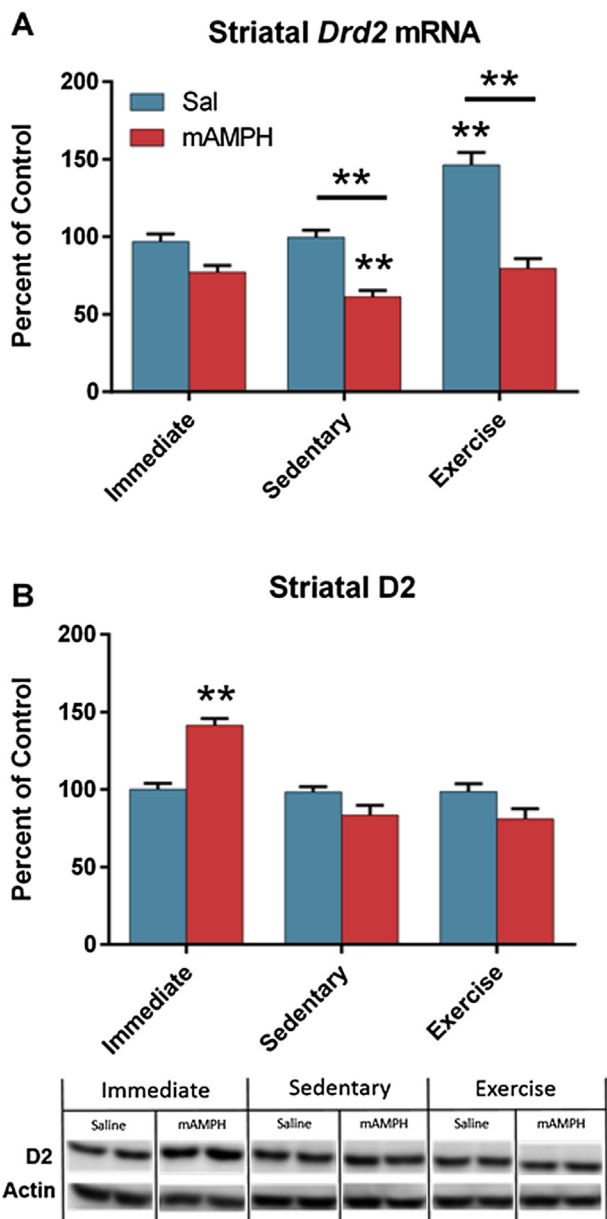 A
Striatal Drd2 mRNA
Percent of Control
200
150
100
50
0
Sal
mAMPH
**
**
**
**
Immediate
Sedentary
Exercise
B
Striatal D2
Percent of Control
200
150
100
50
0
**
Immediate
Sedentary
Exercise
Immediate Sedentary Exercise
Saline mAMPH Saline mAMPH Saline mAMPH
D2
Actin